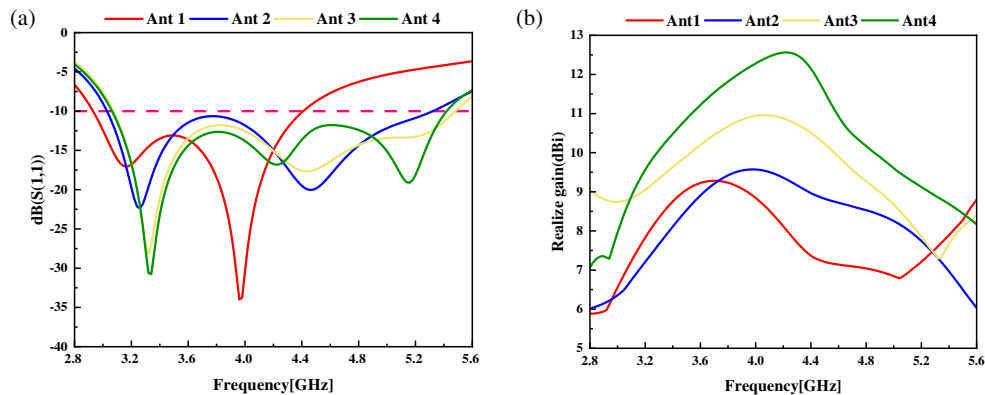 (a)
Ant 1 Ant 2 Ant 3 Ant 4
0
-5
-10
-15
-20
-25
-30
-35
-40
dB(S(1,1))
2.8 3.2 3.6 4.0 4.4 4.8 5.2 5.6
Frequency[GHz]
(b)
Ant1 Ant2 Ant3 Ant4
13
12
11
10
9
8
7
6
5
Realize gain(dBi)
2.8 3.2 3.6 4.0 4.4 4.8 5.2 5.6
Frequency[GHz]